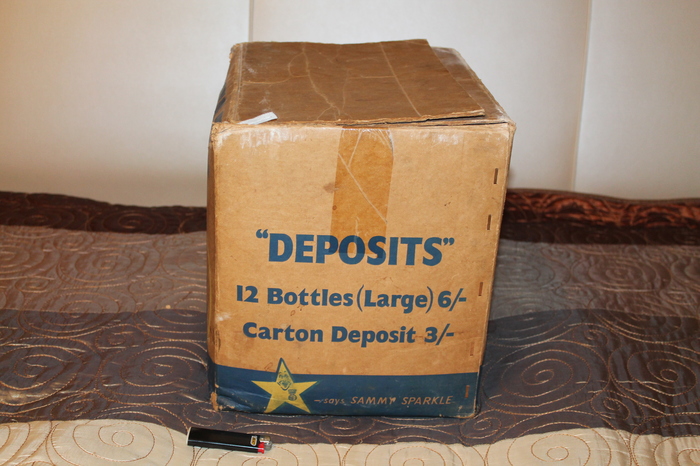 "DEPOSITS"
12 Bottles (Large) 6/-
Carton Deposit 3/-
—says SAMMY SPARKLE